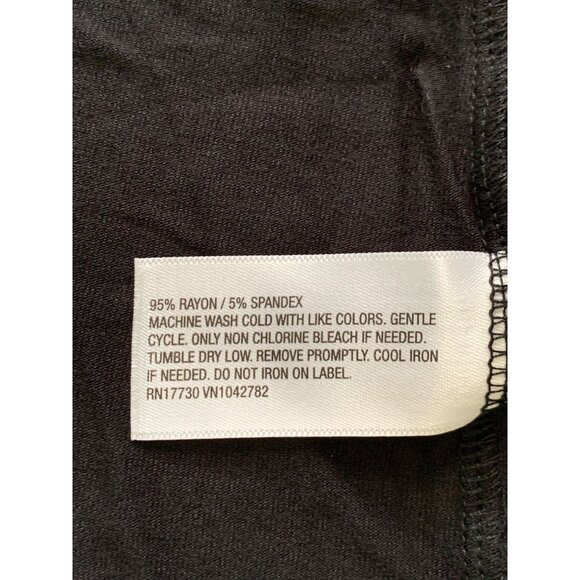 95% RAYON / 5% SPANDEX
MACHINE WASH COLD WITH LIKE COLORS. GENTLE
CYCLE. ONLY NON CHLORINE BLEACH IF NEEDED.
TUMBLE DRY LOW. REMOVE PROMPTLY. COOL IRON
IF NEEDED. DO NOT IRON ON LABEL.
RN17730 VN1042782